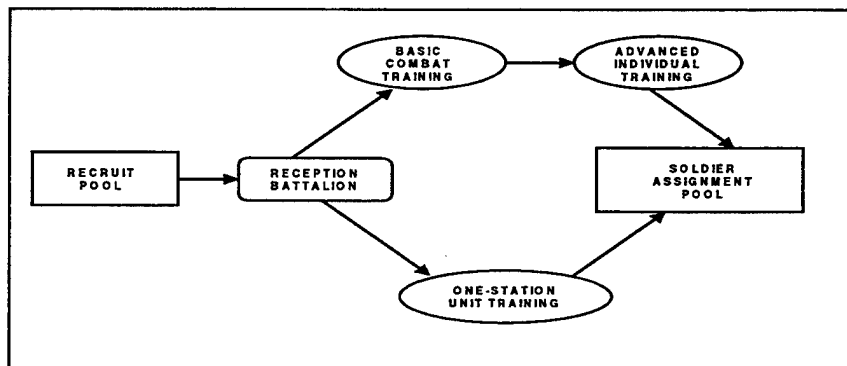 BASIC
COMBAT
TRAINING
ADVANCED
INDIVIDUAL
TRAINING
RECRUIT
POOL
RECEPTION
BATTALION
SOLDIER
ASSIGNMENT
POOL
ONE-STATION
UNIT TRAINING